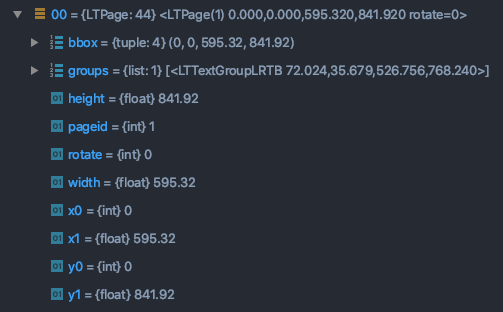 00 = {LTPage: 44} <LTPage(1) 0.000,0.000,595.320,841.920 rotate=0>
bbox = {tuple: 4} (0, 0, 595.32, 841.92)
groups = {list: 1} [<LTTextGroupLRTB 72.024,35.679,526.756,768.240>]
01 height = {float} 841.92
01 pageid = {int} 1
01 rotate = {int} 0
01 width = {float} 595.32
01 x0 = {int} 0
01 x1 = {float} 595.32
01 y0 = {int} 0
01 y1 = {float} 841.92